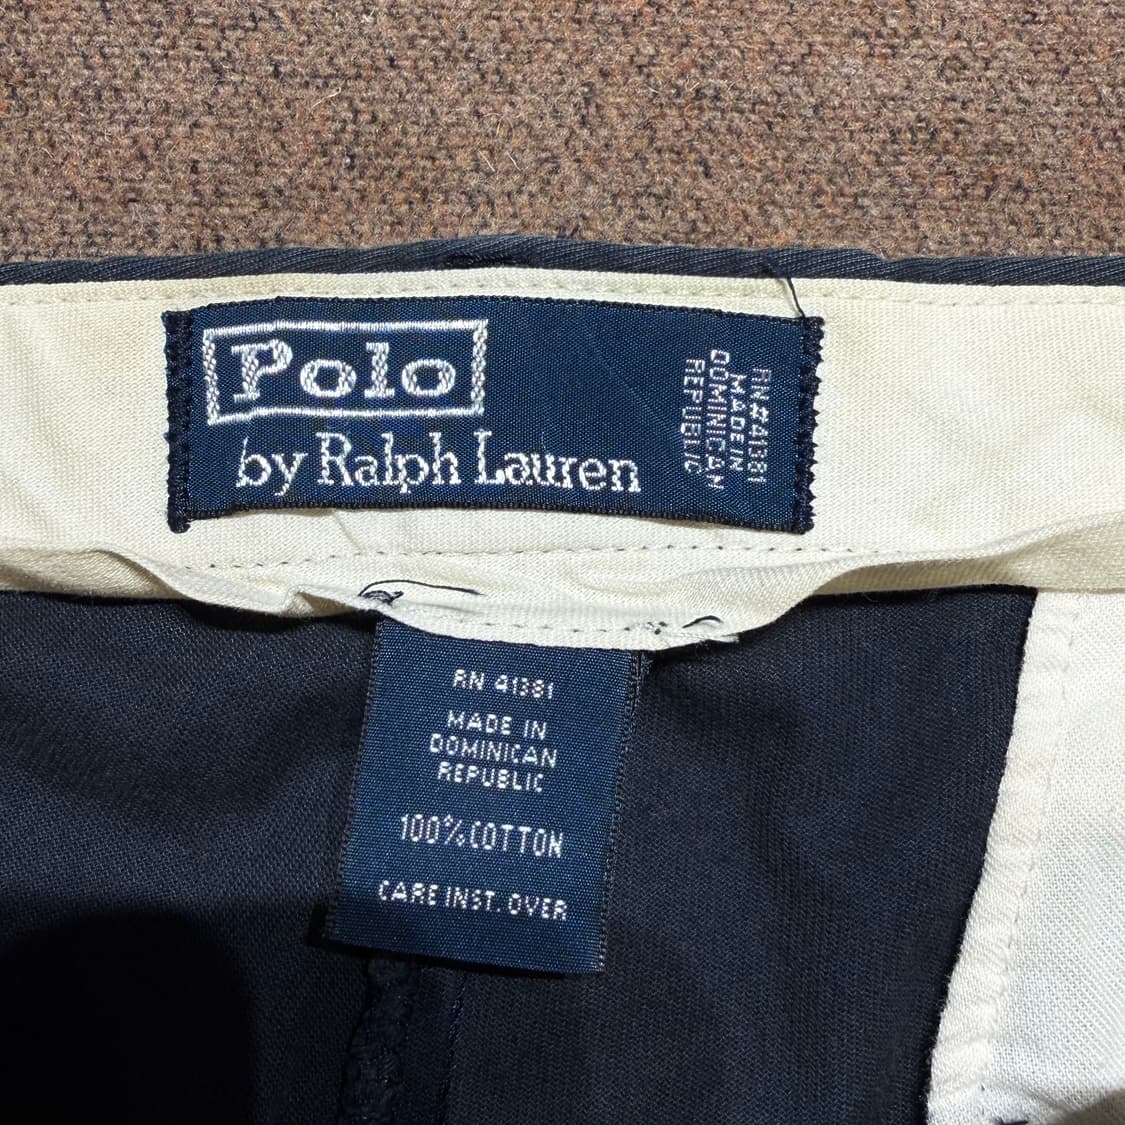 Polo
by Ralph Lauren
RN#41381
MADE IN
DOMINICAN
REPUBLIC
RN 41381
MADE IN
DOMINICAN
REPUBLIC
100% COTTON
CARE INST. OVER